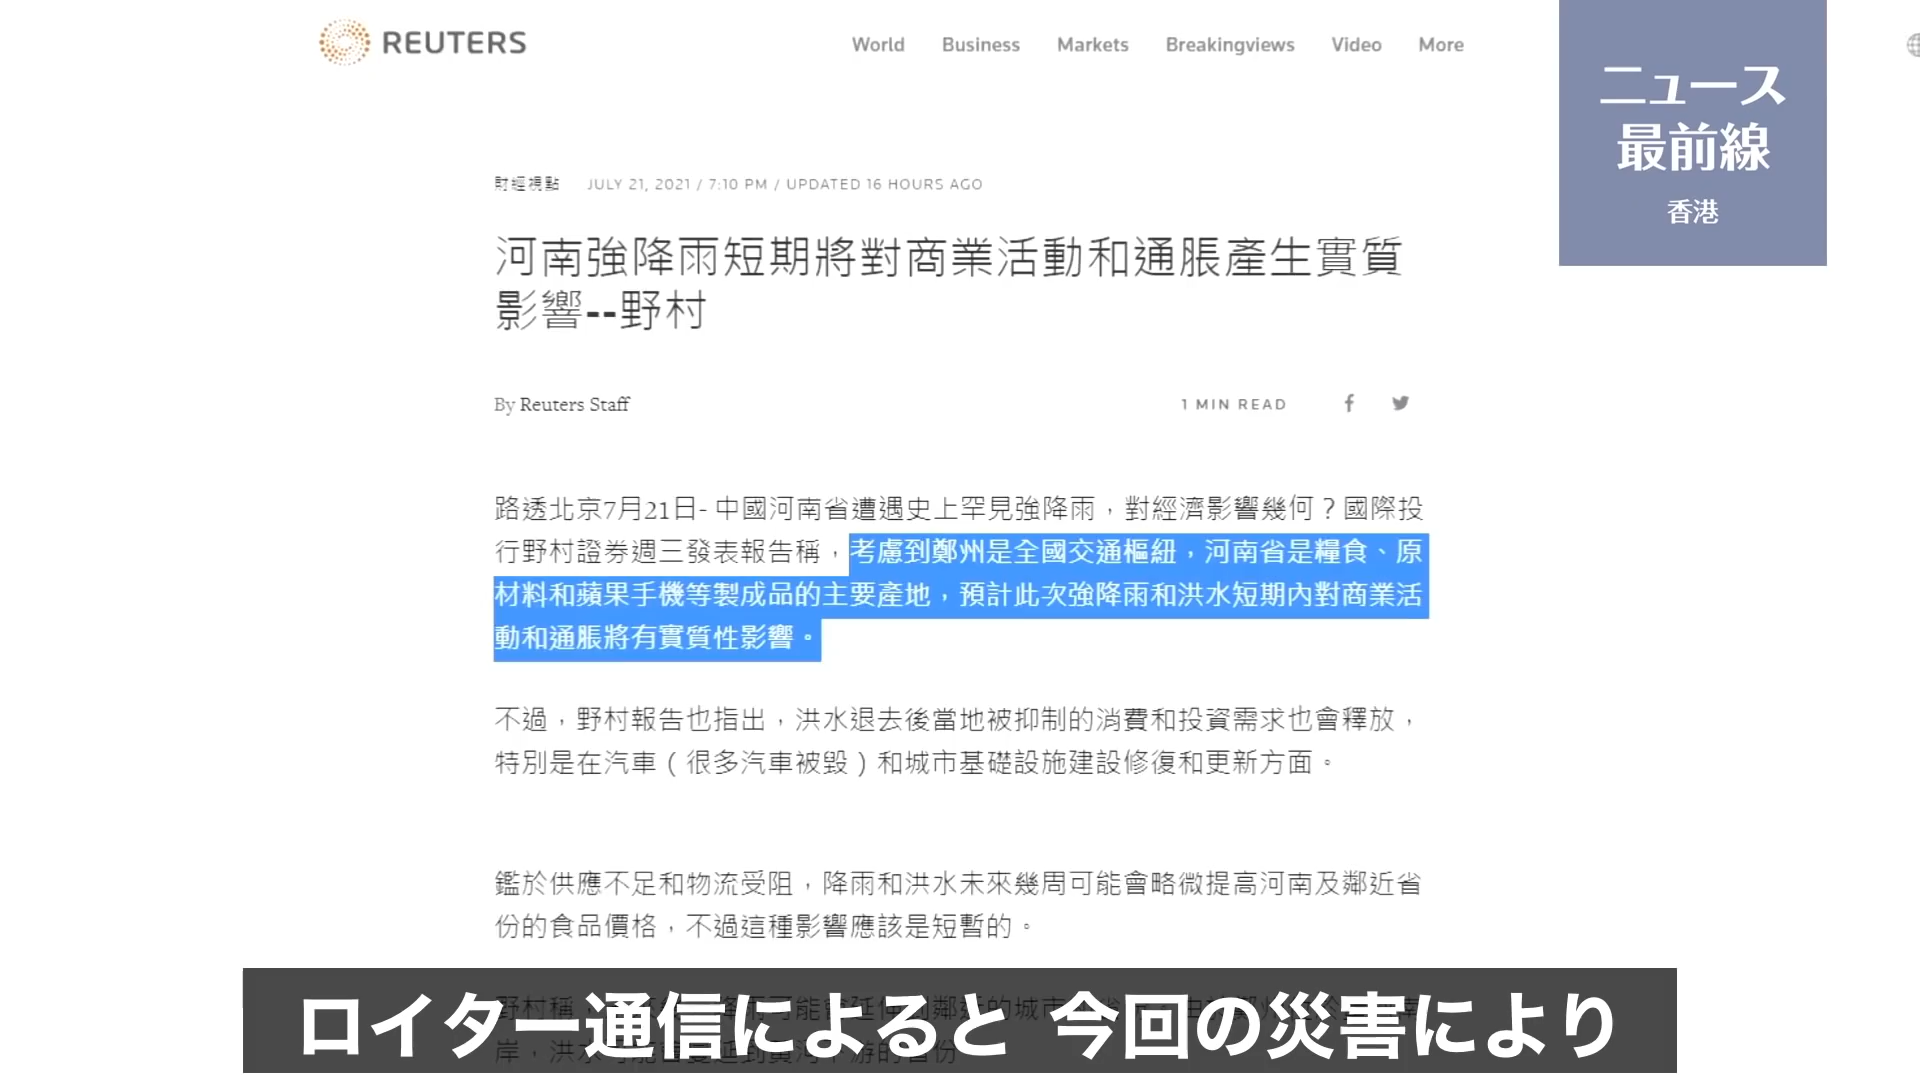 REUTERS
World Business Markets Breakingviews Video More
ニュース
最前線
香港
財經視點 JULY 21, 2021 / 7:10 PM / UPDATED 16 HOURS AGO
河南強降雨短期將對商業活動和通脹產生實質
影響--野村
By Reuters Staff
1 MIN READ
路透北京7月21日- 中國河南省遭遇史上罕見強降雨，對經濟影響幾何？國際投
行野村證券週三發表報告稱，考慮到鄭州是全國交通樞紐，河南省是糧食、原
材料和蘋果手機等製成品的主要產地，預計此次強降雨和洪水短期內對商業活
動和通脹將有實質性影響。
不過，野村報告也指出，洪水退去後當地被抑制的消費和投資需求也會釋放，
特別是在汽車（很多汽車被毀）和城市基礎設施建設修復和更新方面。
鑑於供應不足和物流受阻，降雨和洪水未來幾周可能會略微提高河南及鄰近省
份的食品價格，不過這種影響應該是短暫的。
野村稱，
岸，洪水
ロイター通信によると 今回の災害により